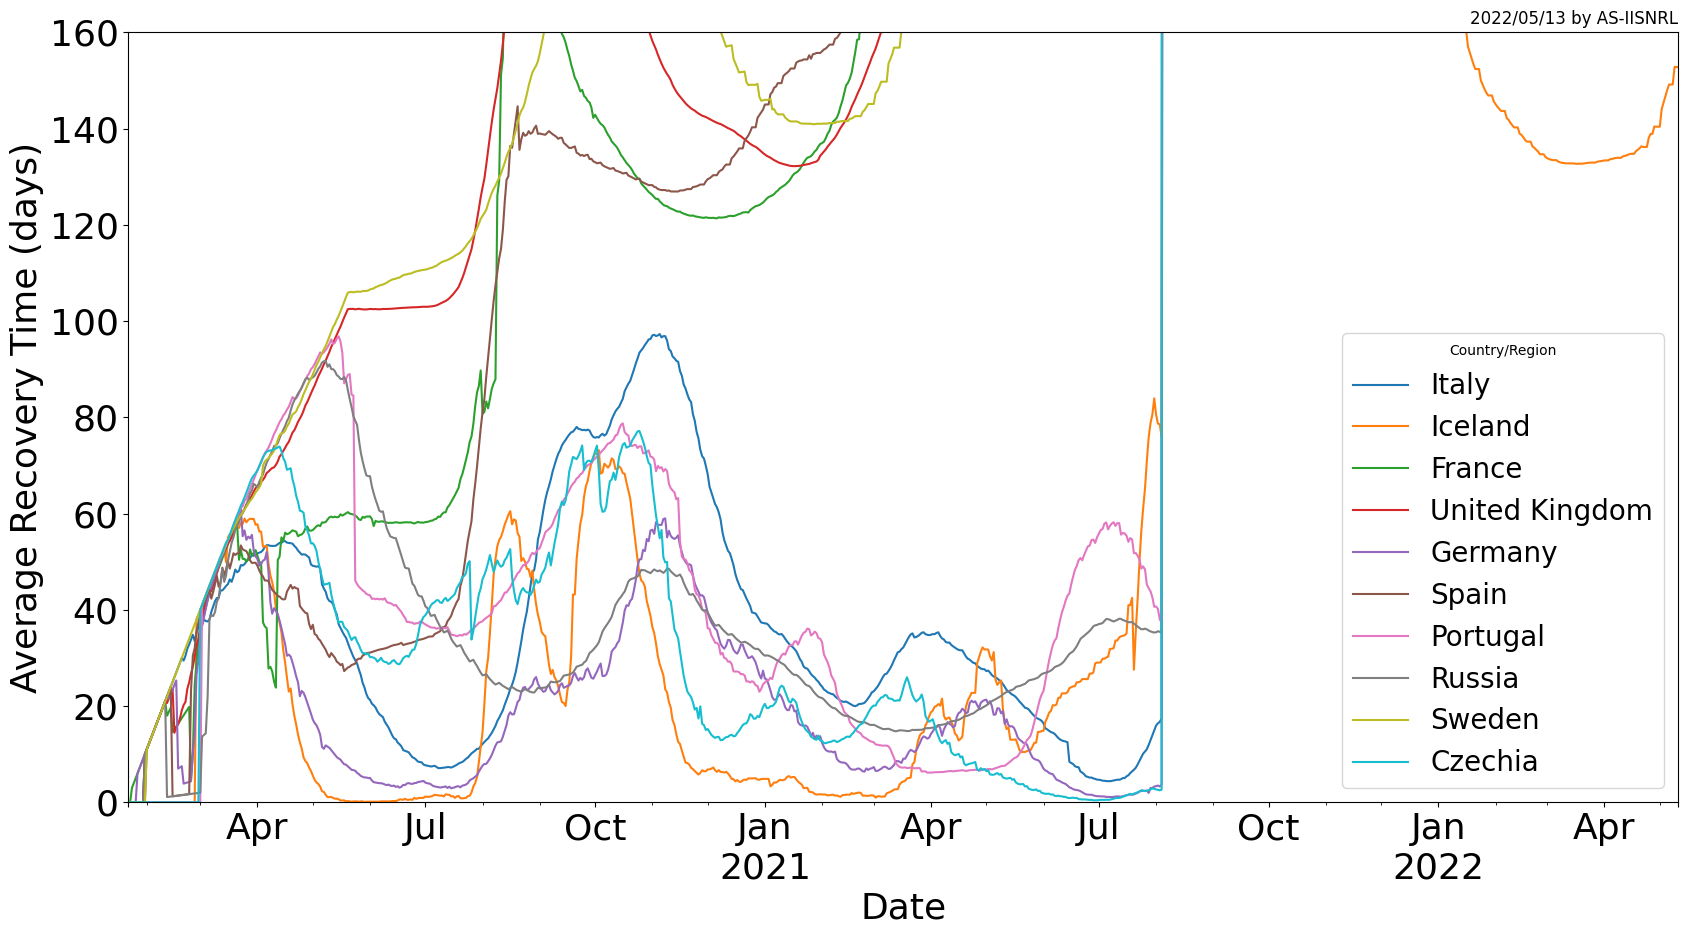 2022/05/13 by AS-IISNRL
160
140
120
100
80
60
40
20
0
Average Recovery Time (days)
Country/Region
Italy
Iceland
France
United Kingdom
Germany
Spain
Portugal
Russia
Sweden
Czechia
Apr Jul Oct Jan Apr Jul Oct Jan Apr
2021 2022
Date